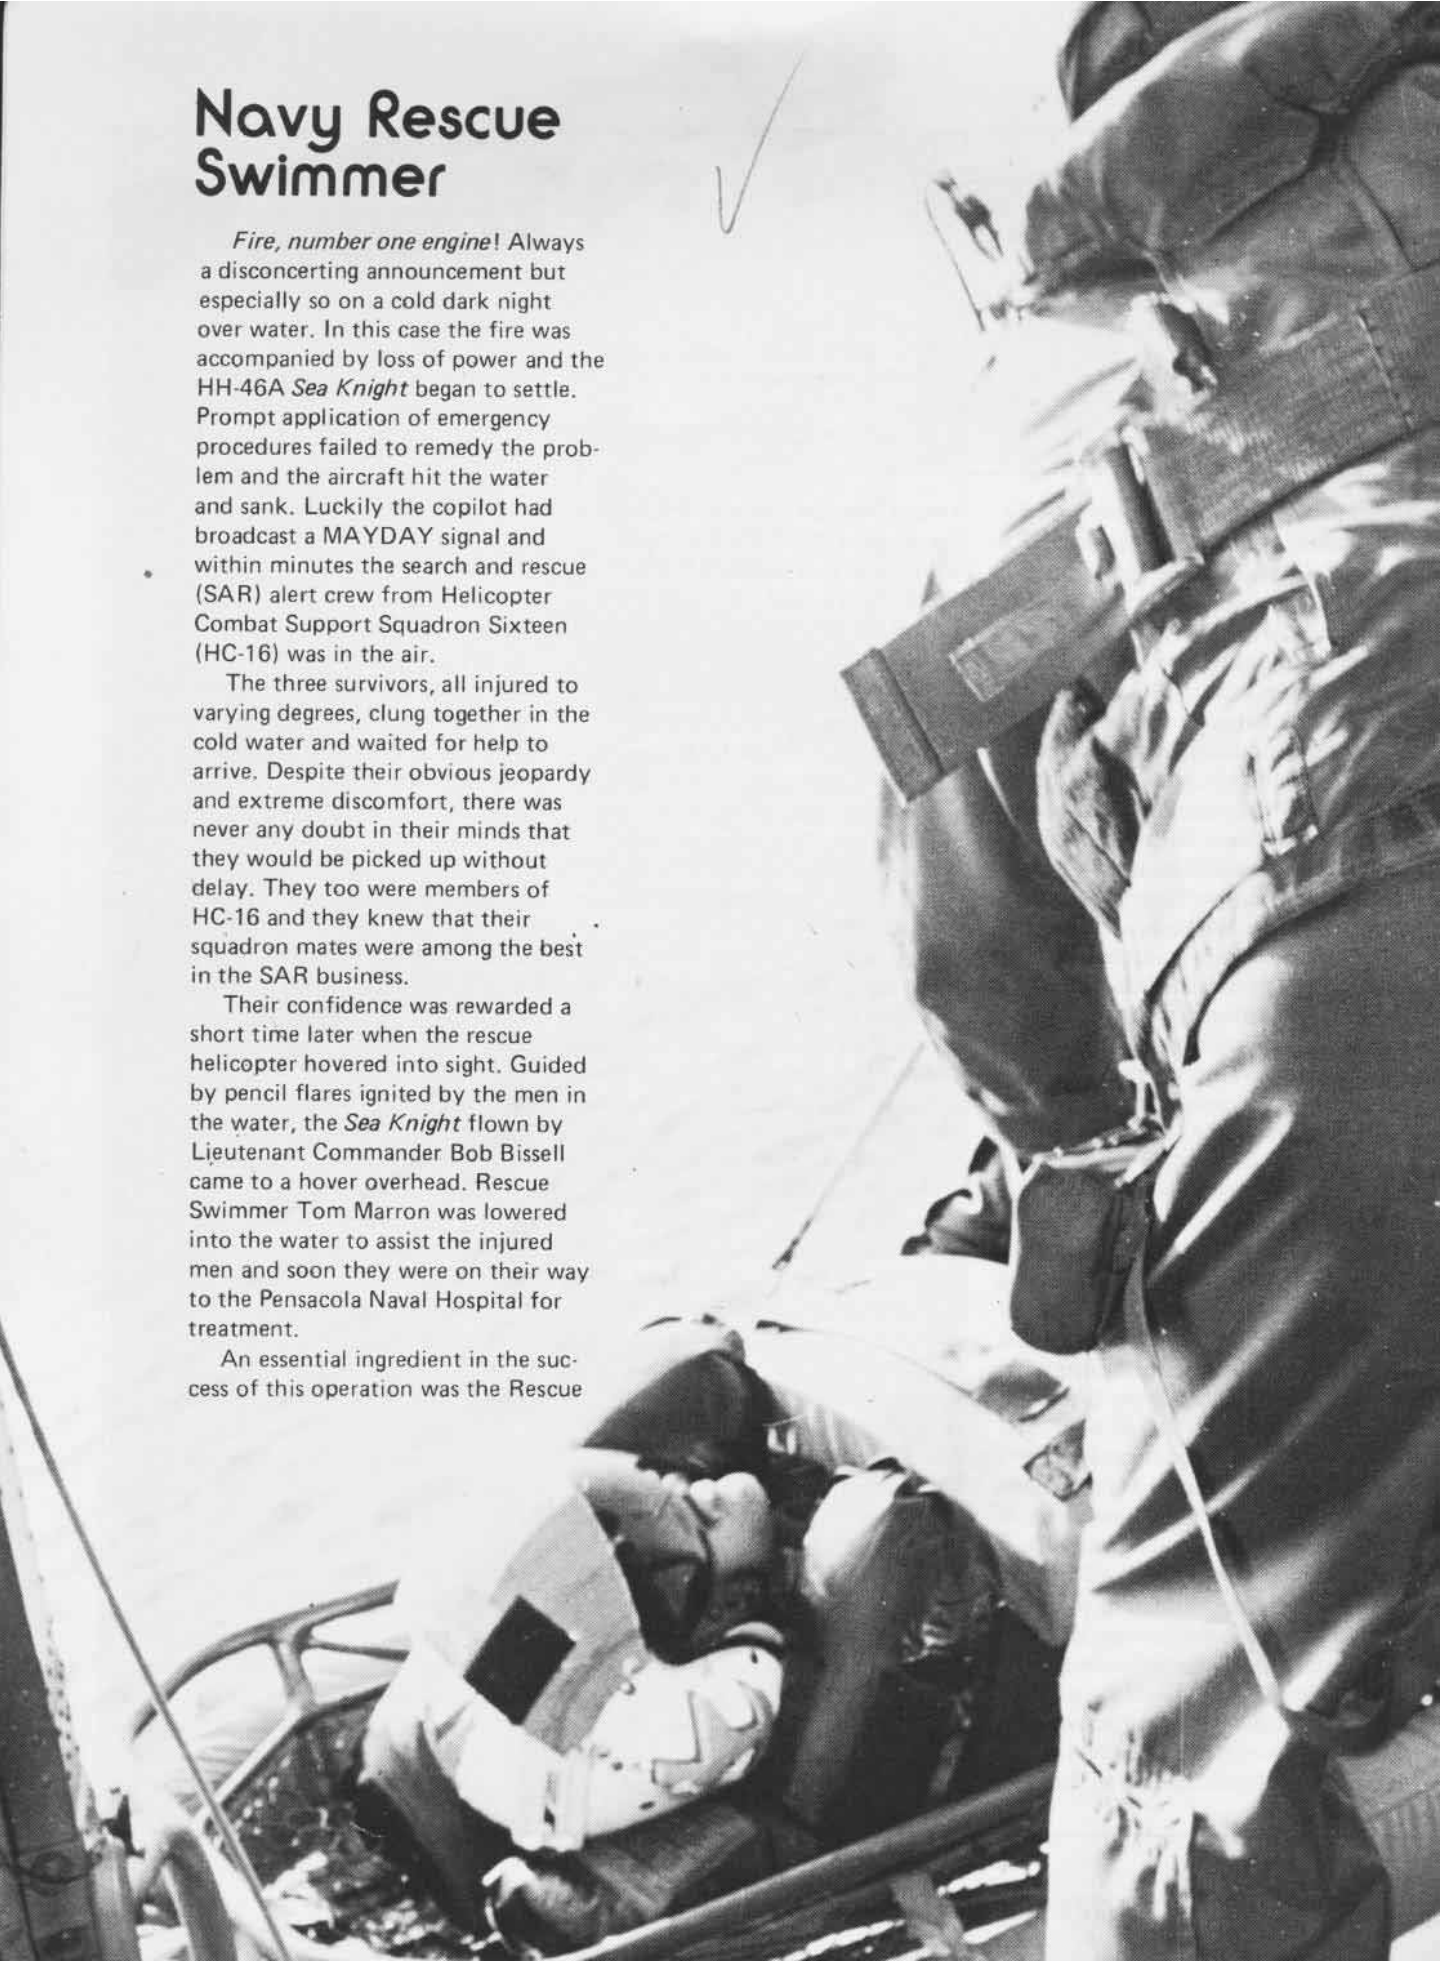 Navy Rescue
Swimmer
Fire, number one engine! Always
a disconcerting announcement but
especially so on a cold dark night
over water. In this case the fire was
accompanied by loss of power and the
HH-46A Sea Knight began to settle.
Prompt application of emergency
procedures failed to remedy the prob-
lem and the aircraft hit the water
and sank. Luckily the copilot had
broadcast a MAYDAY signal and
within minutes the search and rescue
(SAR) alert crew from Helicopter
Combat Support Squadron Sixteen
(HC-16) was in the air.
The three survivors, all injured to
varying degrees, clung together in the
cold water and waited for help to
arrive. Despite their obvious jeopardy
and extreme discomfort, there was
never any doubt in their minds that
they would be picked up without
delay. They too were members of
HC-16 and they knew that their
squadron mates were among the best
in the SAR business.
Their confidence was rewarded a
short time later when the rescue
helicopter hovered into sight. Guided
by pencil flares ignited by the men in
the water, the Sea Knight flown by
Lieutenant Commander Bob Bissell
came to a hover overhead. Rescue
Swimmer Tom Marron was lowered
into the water to assist the injured
men and soon they were on their way
to the Pensacola Naval Hospital for
treatment.
An essential ingredient in the suc-
cess of this operation was the Rescue